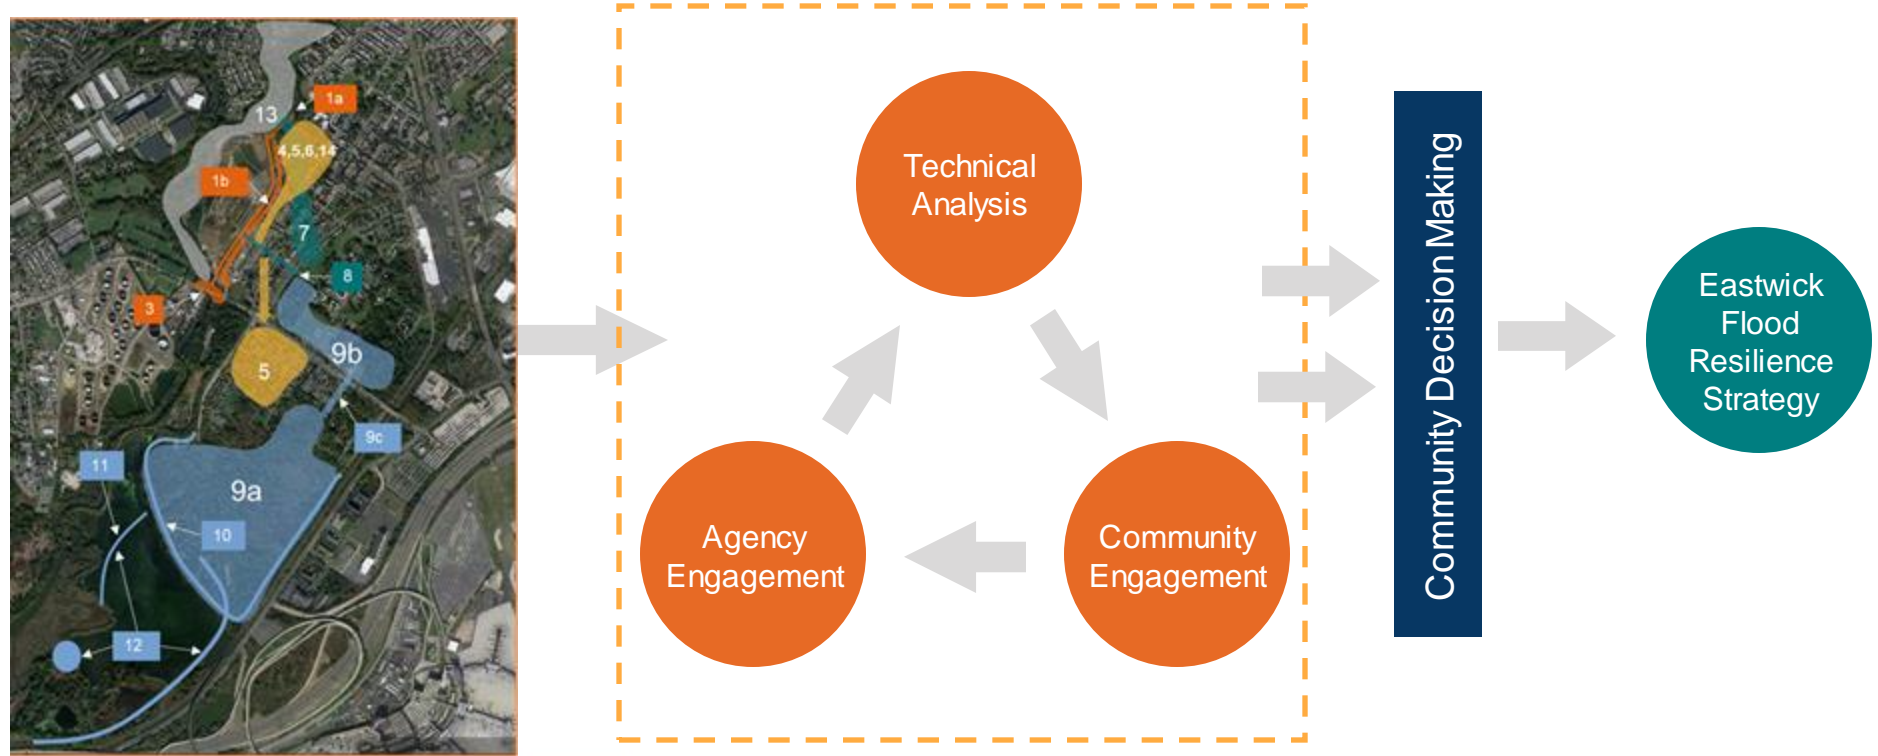 13
1a
4,5,6,14
1b
7
8
3
9b
5
9c
11
9a
10
12
Technical
Analysis
Agency
Engagement
Community
Engagement
Community Decision Making
Eastwick
Flood
Resilience
Strategy